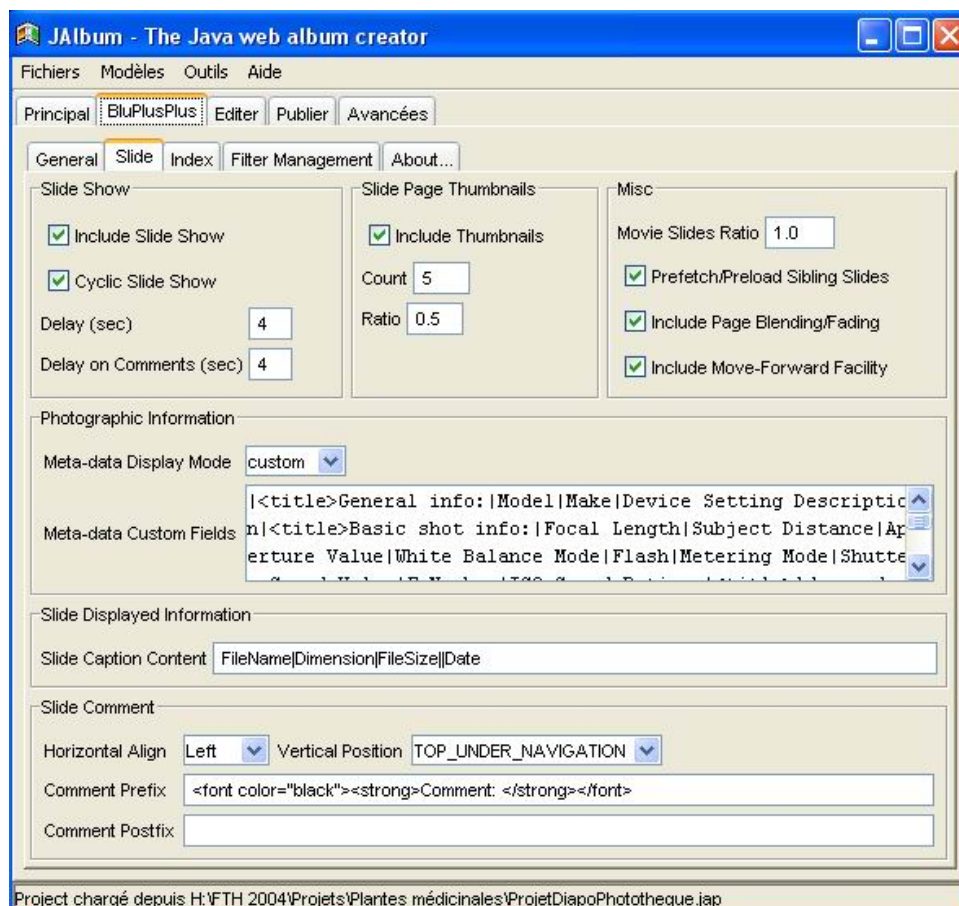 JAlbum - The Java web album creator
Fichiers Modèles Outils Aide
Principal BluPlusPlus Editer Publier Avancées
General Slide Index Filter Management About...
Slide Show
Include Slide Show
Cyclic Slide Show
Delay (sec) 4
Delay on Comments (sec) 4
Slide Page Thumbnails
Include Thumbnails
Count 5
Ratio 0.5
Misc
Movie Slides Ratio 1.0
Prefetch/Preload Sibling Slides
Include Page Blending/Fading
Include Move-Forward Facility
Photographic Information
Meta-data Display Mode custom
Meta-data Custom Fields
|<title>General info:|Model|Make|Device Setting Descriptio
n|<title>Basic shot info:|Focal Length|Subject Distance|Ap
erture Value|White Balance Mode|Flash|Metering Mode|Shutte
Slide Displayed Information
Slide Caption Content FileName|Dimension|FileSize||Date
Slide Comment
Horizontal Align Left Vertical Position TOP_UNDER_NAVIGATION
Comment Prefix <font color="black"><strong>Comment: </strong></font>
Comment Postfix
Project chargé depuis H:\FTH 2004\Projets\Plantes médicinales\ProjetDiapoPhototheque.jap